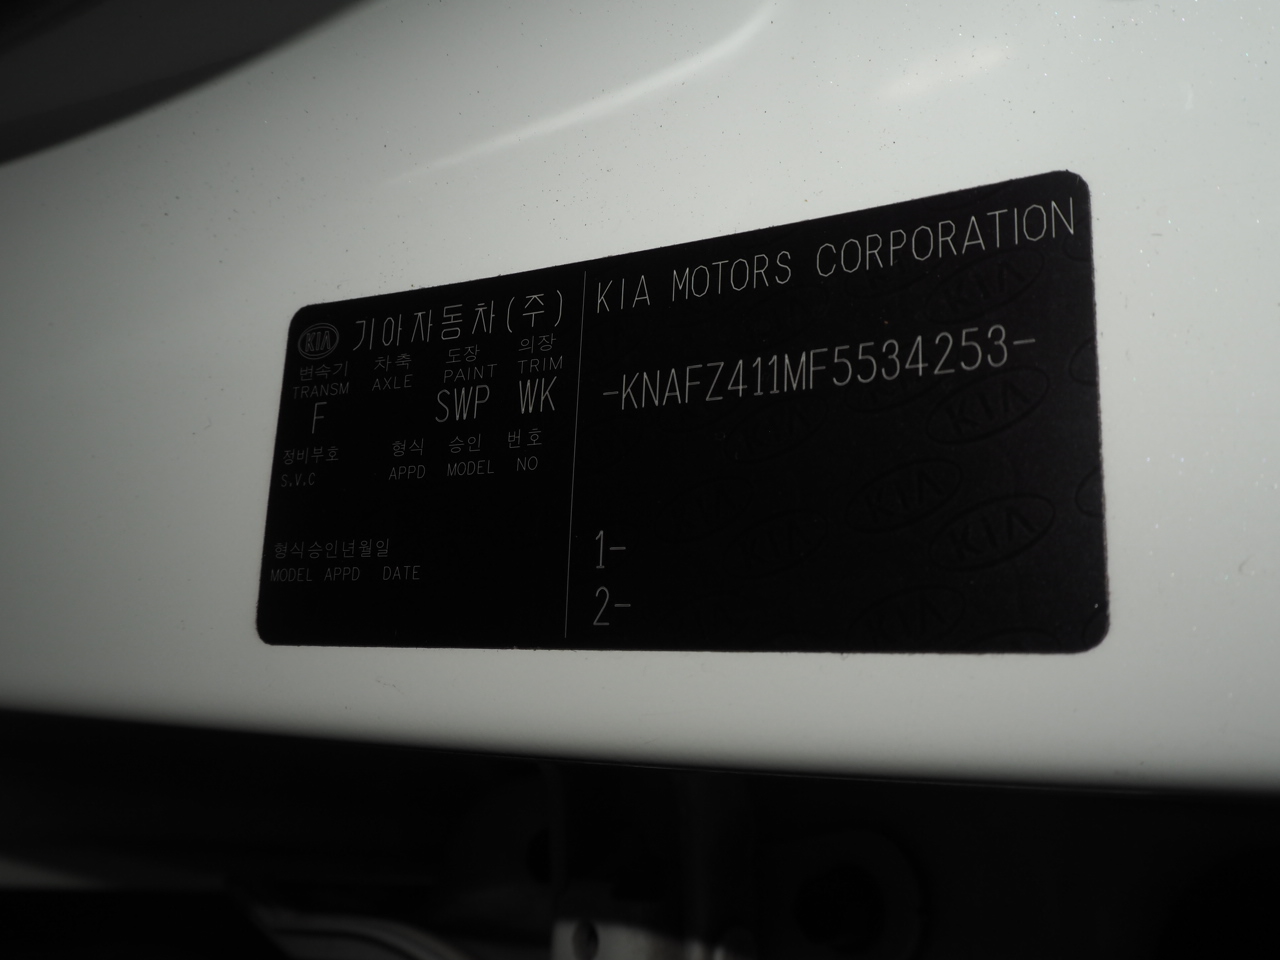 KIA 기아자동차(주)
변속기 차축 도장 의장
TRANSM AXLE PAINT TRIM
F SWP WK
정비부호 형식 승인 번호
S.V.C APPD MODEL NO
형식승인년월일
MODEL APPD DATE
KIA MOTORS CORPORATION
-KNAFZ411MF5534253-
1-
2-